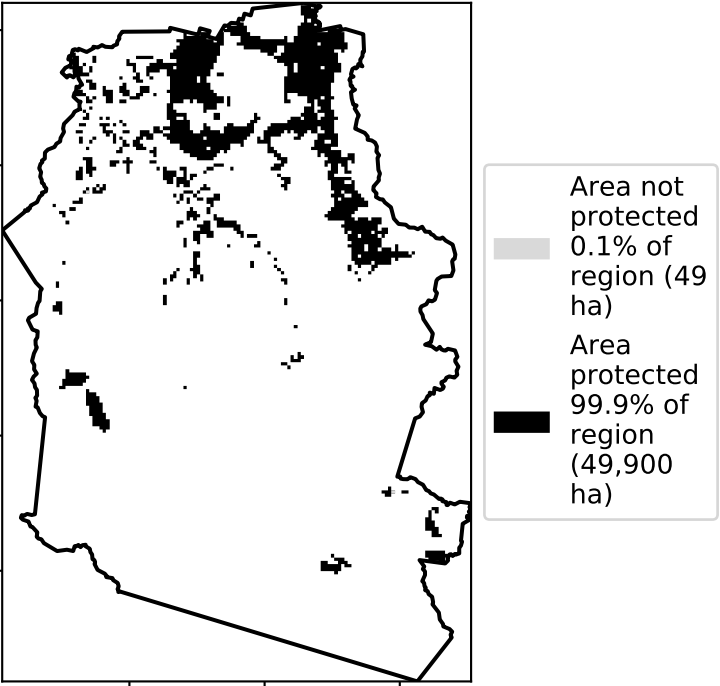 Area not
protected
0.1% of
region (49
ha)
Area
protected
99.9% of
region
(49,900
ha)